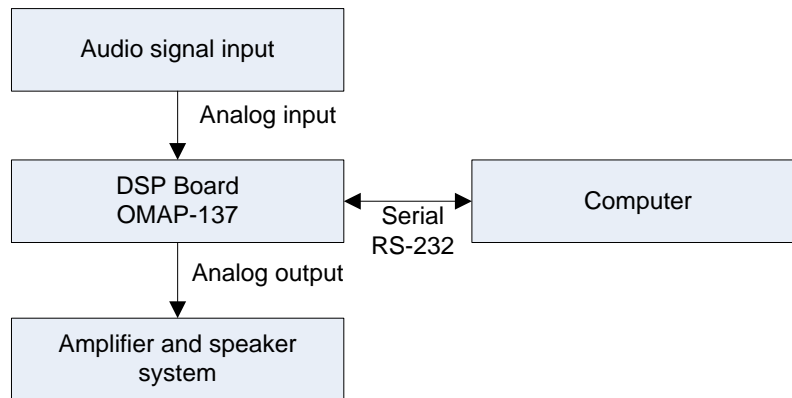 Audio signal input
Analog input
DSP Board
OMAP-137
Serial
RS-232
Computer
Analog output
Amplifier and speaker
system